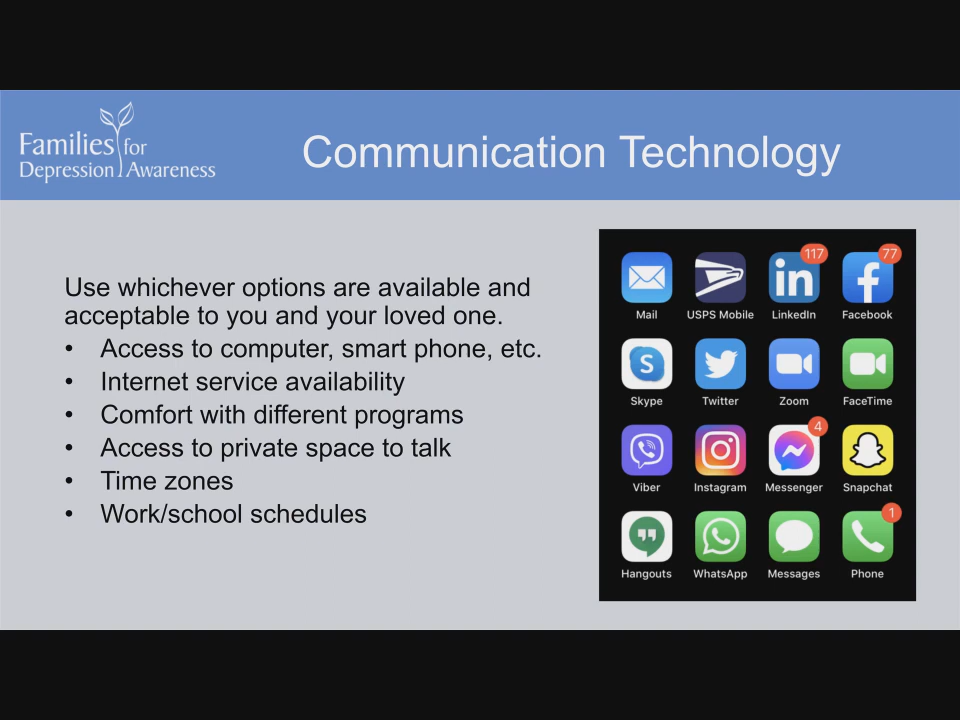 Families for
Depression Awareness
Communication Technology
Use whichever options are available and
acceptable to you and your loved one.
• Access to computer, smart phone, etc.
• Internet service availability
• Comfort with different programs
• Access to private space to talk
• Time zones
• Work/school schedules
117 77
in f
Mail USPS Mobile LinkedIn Facebook
S
Skype Twitter Zoom FaceTime
4
Viber Instagram Messenger Snapchat
1
Hangouts WhatsApp Messages Phone